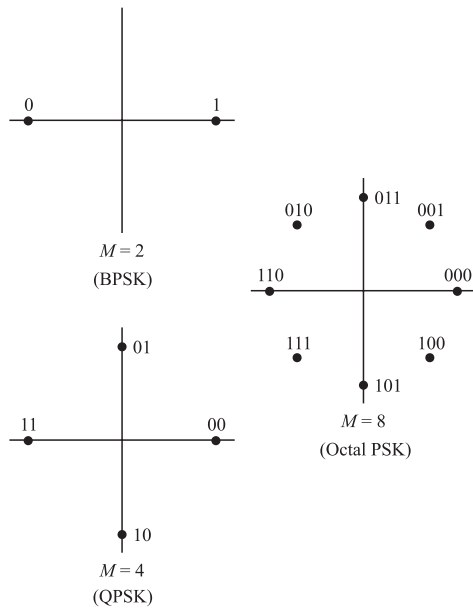 0
1
M = 2
(BPSK)
01
11
00
10
M = 4
(QPSK)
011
010
001
110
000
111
100
101
M = 8
(Octal PSK)